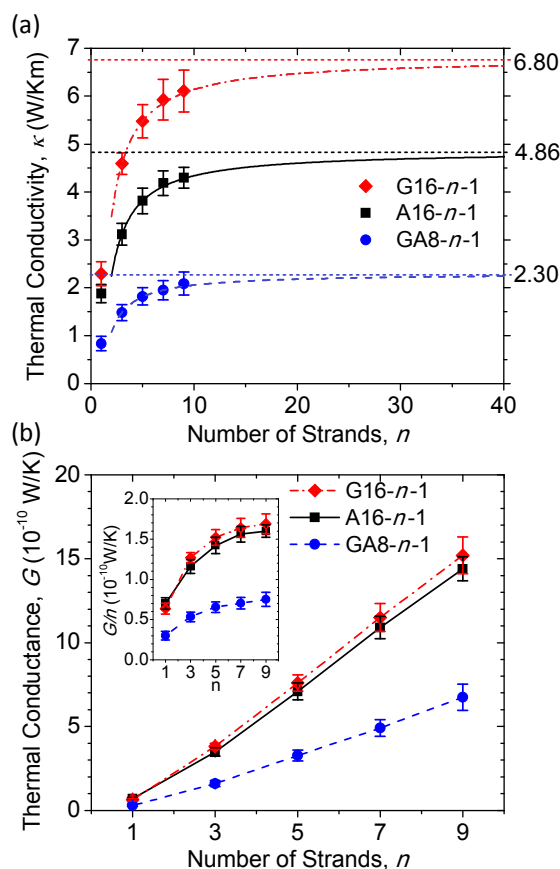 (a)
Thermal Conductivity, κ (W/Km)
7
6
5
4
3
2
1
0
6.80
4.86
2.30
G16-n-1
A16-n-1
GA8-n-1
0 10 20 30 40
Number of Strands, n
(b)
Thermal Conductance, G (10⁻¹⁰ W/K)
20
15
10
5
0
G16-n-1
A16-n-1
GA8-n-1
G/n (10⁻¹⁰W/K)
2.0
1.5
1.0
0.5
0.0
1 3 5 7 9
n
1 3 5 7 9
Number of Strands, n